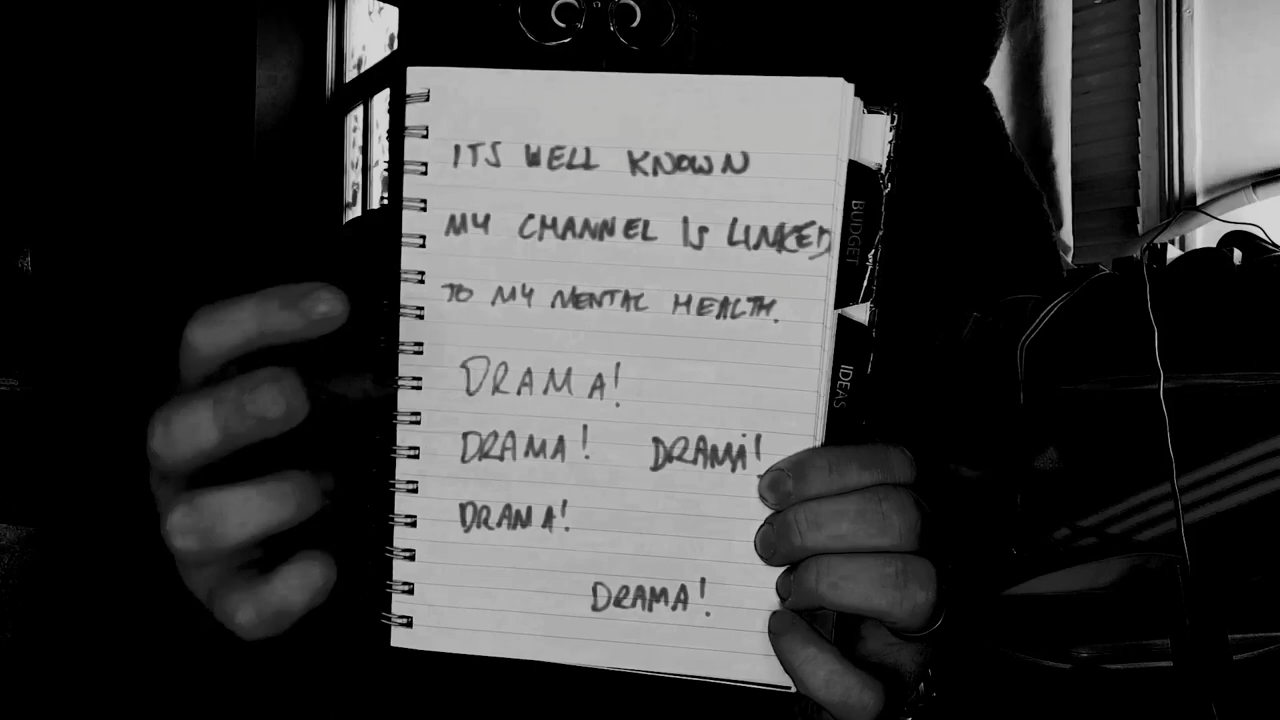 ITS WELL KNOWN
MY CHANNEL IS LINKED
TO MY MENTAL HEALTH.
DRAMA!
DRAMA! DRAMA!
DRAMA!
DRAMA!
BUDGET
IDEAS